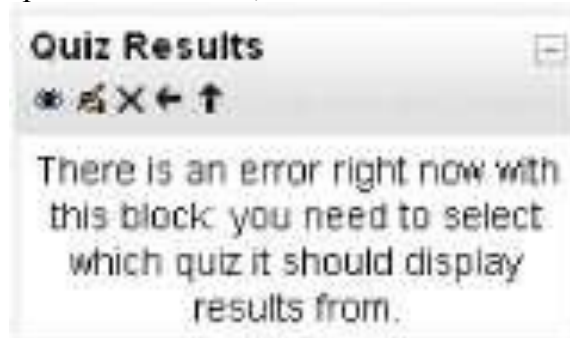 Quiz Results
There is an error right now with
this block: you need to select
which quiz it should display
results from.